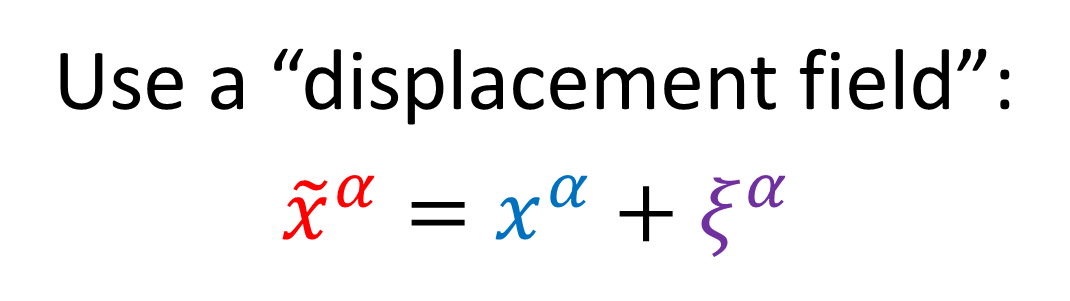 Use a “displacement field”:
x̃^α = x^α + ξ^α